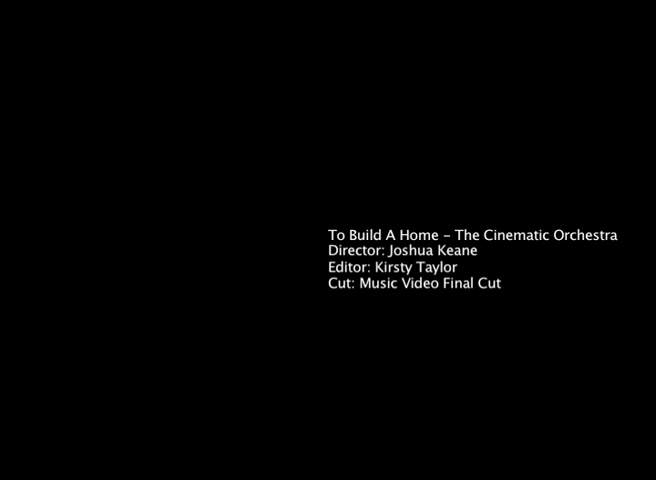 To Build A Home – The Cinematic Orchestra
Director: Joshua Keane
Editor: Kirsty Taylor
Cut: Music Video Final Cut